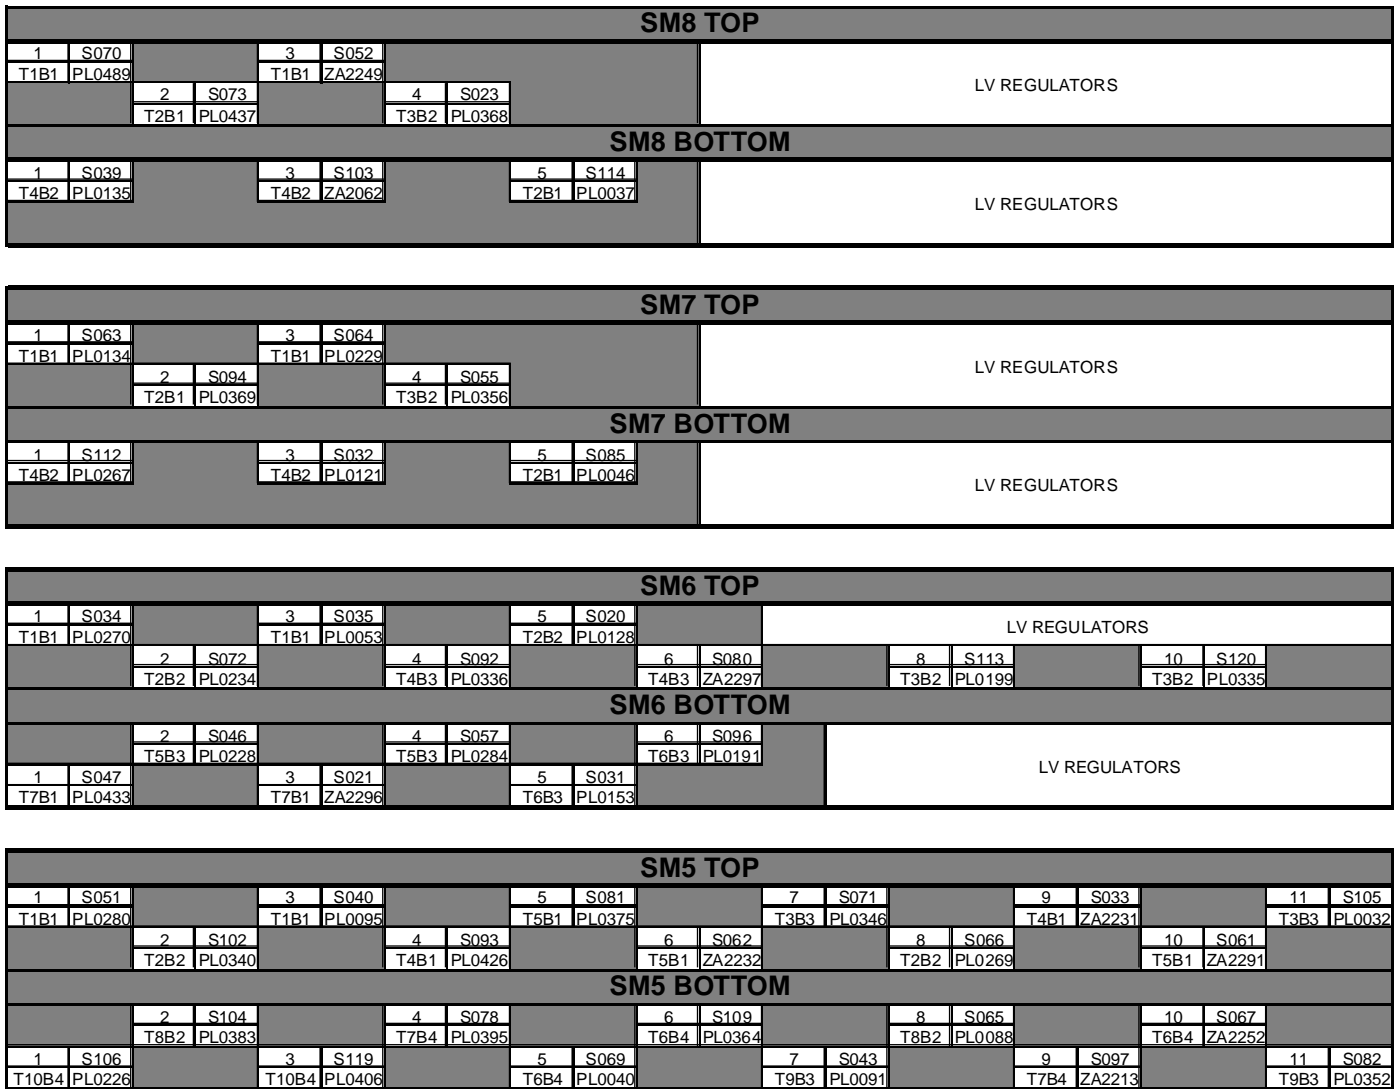 SM8 TOP
1 S070 3 S052
T1B1 PL0489 T1B1 ZA2249
LV REGULATORS
2 S073 4 S023
T2B1 PL0437 T3B2 PL0368
SM8 BOTTOM
1 S039 3 S103 5 S114
T4B2 PL0135 T4B2 ZA2062 T2B1 PL0037
LV REGULATORS
SM7 TOP
1 S063 3 S064
T1B1 PL0134 T1B1 PL0229
LV REGULATORS
2 S094 4 S055
T2B1 PL0369 T3B2 PL0356
SM7 BOTTOM
1 S112 3 S032 5 S085
T4B2 PL0267 T4B2 PL0121 T2B1 PL0046
LV REGULATORS
SM6 TOP
1 S034 3 S035 5 S020
LV REGULATORS
T1B1 PL0270 T1B1 PL0053 T2B2 PL0128
2 S072 4 S092 6 S080 8 S113 10 S120
T2B2 PL0234 T4B3 PL0336 T4B3 ZA2297 T3B2 PL0199 T3B2 PL0335
SM6 BOTTOM
2 S046 4 S057 6 S096
T5B3 PL0228 T5B3 PL0284 T6B3 PL0191
LV REGULATORS
1 S047 3 S021 5 S031
T7B1 PL0433 T7B1 ZA2296 T6B3 PL0153
SM5 TOP
1 S051 3 S040 5 S081 7 S071 9 S033 11 S105
T1B1 PL0280 T1B1 PL0095 T5B1 PL0375 T3B3 PL0346 T4B1 ZA2231 T3B3 PL0032
2 S102 4 S093 6 S062 8 S066 10 S061
T2B2 PL0340 T4B1 PL0426 T5B1 ZA2232 T2B2 PL0269 T5B1 ZA2291
SM5 BOTTOM
2 S104 4 S078 6 S109 8 S065 10 S067
T8B2 PL0383 T7B4 PL0395 T6B4 PL0364 T8B2 PL0088 T6B4 ZA2252
1 S106 3 S119 5 S069 7 S043 9 S097 11 S082
T10B4 PL0226 T10B4 PL0406 T6B4 PL0040 T9B3 PL0091 T7B4 ZA2213 T9B3 PL0352